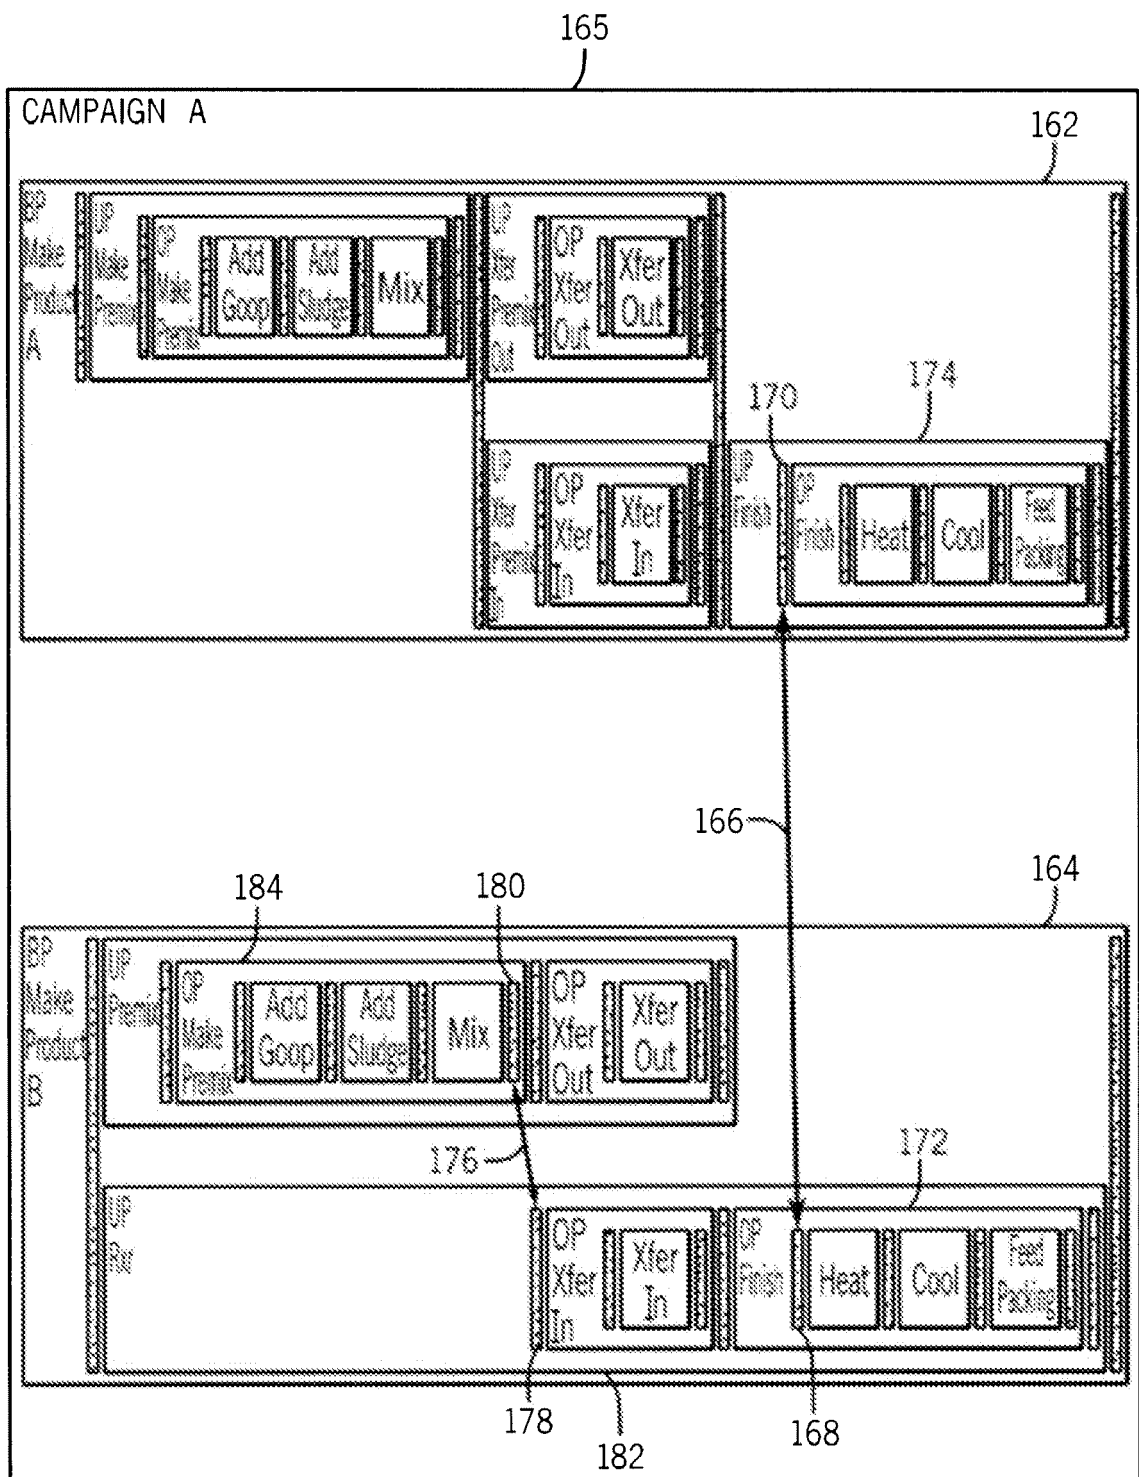 165
CAMPAIGN A
162
BP
Make
Product
A
UP
Make
Premix
OP
Make
Premix
Add
Goop
Add
Sludge
Mix
UP
Xfer
Premix
Out
OP
Xfer
Out
Xfer
Out
170
174
UP
Xfer
Premix
In
OP
Xfer
In
Xfer
In
UP
Finish
OP
Finish
Heat
Cool
Feed
Packing
166
164
184
180
BP
Make
Product
B
UP
Premix
OP
Make
Premix
Add
Goop
Add
Sludge
Mix
OP
Xfer
Out
Xfer
Out
176
172
UP
Rxr
OP
Xfer
In
Xfer
In
OP
Finish
Heat
Cool
Feed
Packing
178
168
182